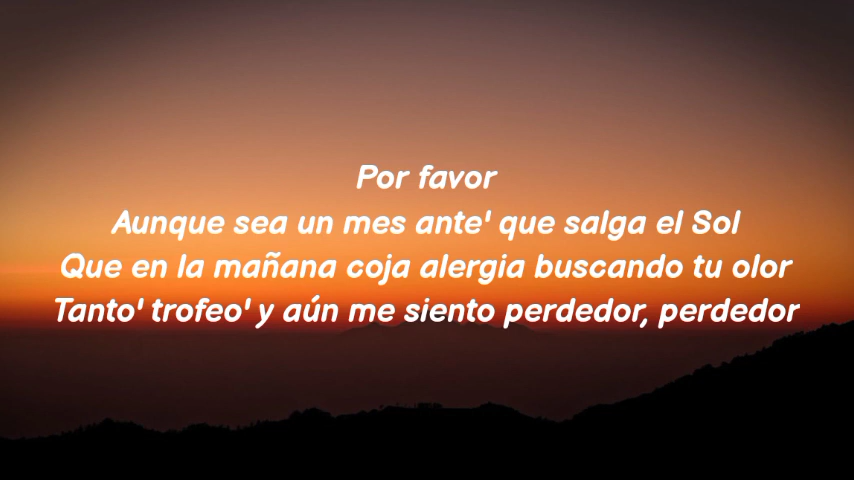 Por favor
Aunque sea un mes ante' que salga el Sol
Que en la mañana coja alergia buscando tu olor
Tanto' trofeo' y aún me siento perdedor, perdedor